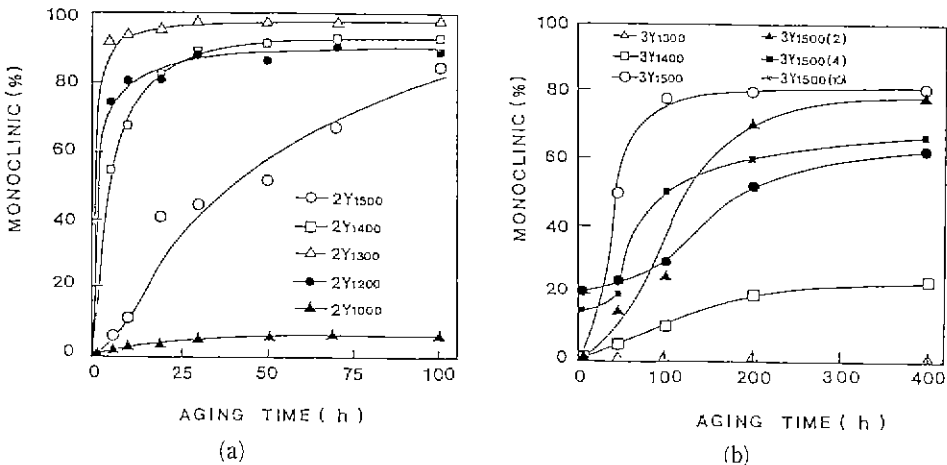 MONOCLINIC (%)
100
80
60
40
20
0
2Y1500
2Y1400
2Y1300
2Y1200
2Y1000
0 25 50 75 100
AGING TIME ( h )
(a)
MONOCLINIC (%)
100
80
60
40
20
0
3Y1300
3Y1400
3Y1500
3Y1500(2)
3Y1500(4)
3Y1500(10)
0 100 200 300 400
AGING TIME ( h )
(b)